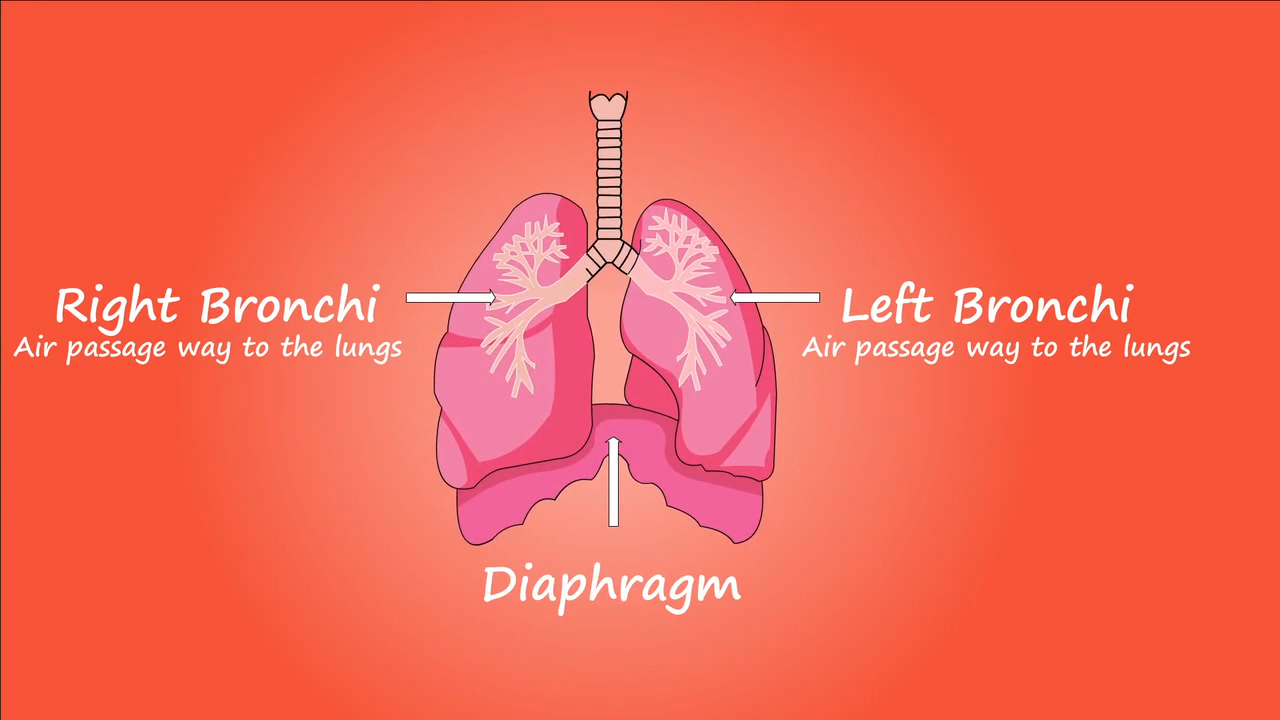 Right Bronchi
Air passage way to the lungs
Left Bronchi
Air passage way to the lungs
Diaphragm